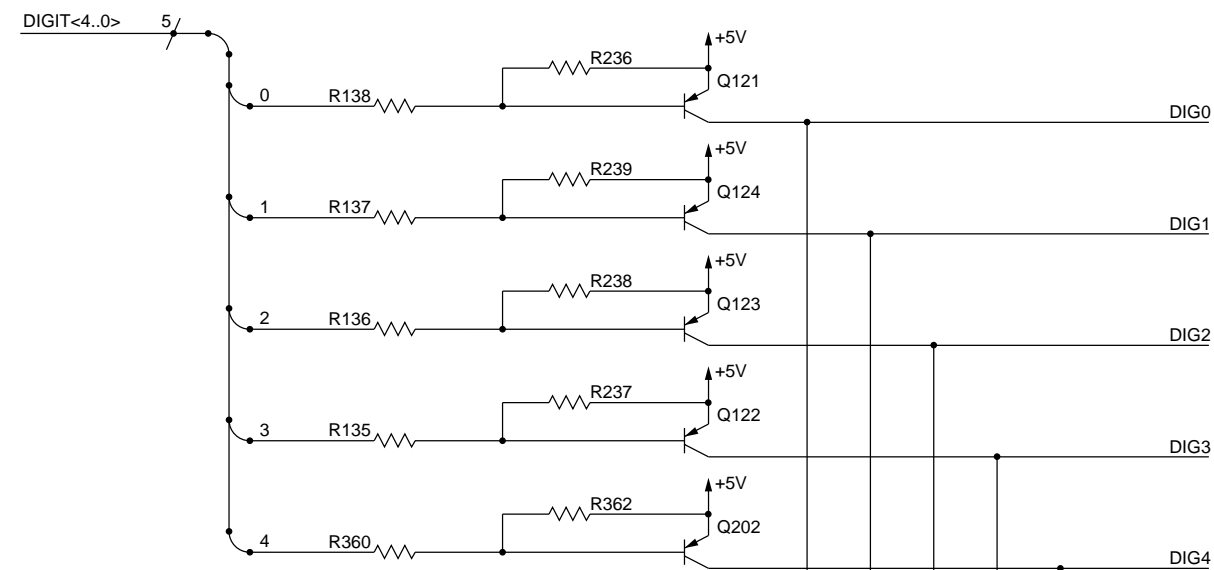 DIGIT<4..0> 5
+5V
R236
Q121
0 R138
DIG0
+5V
R239
Q124
1 R137
DIG1
+5V
R238
Q123
2 R136
DIG2
+5V
R237
Q122
3 R135
DIG3
+5V
R362
Q202
4 R360
DIG4